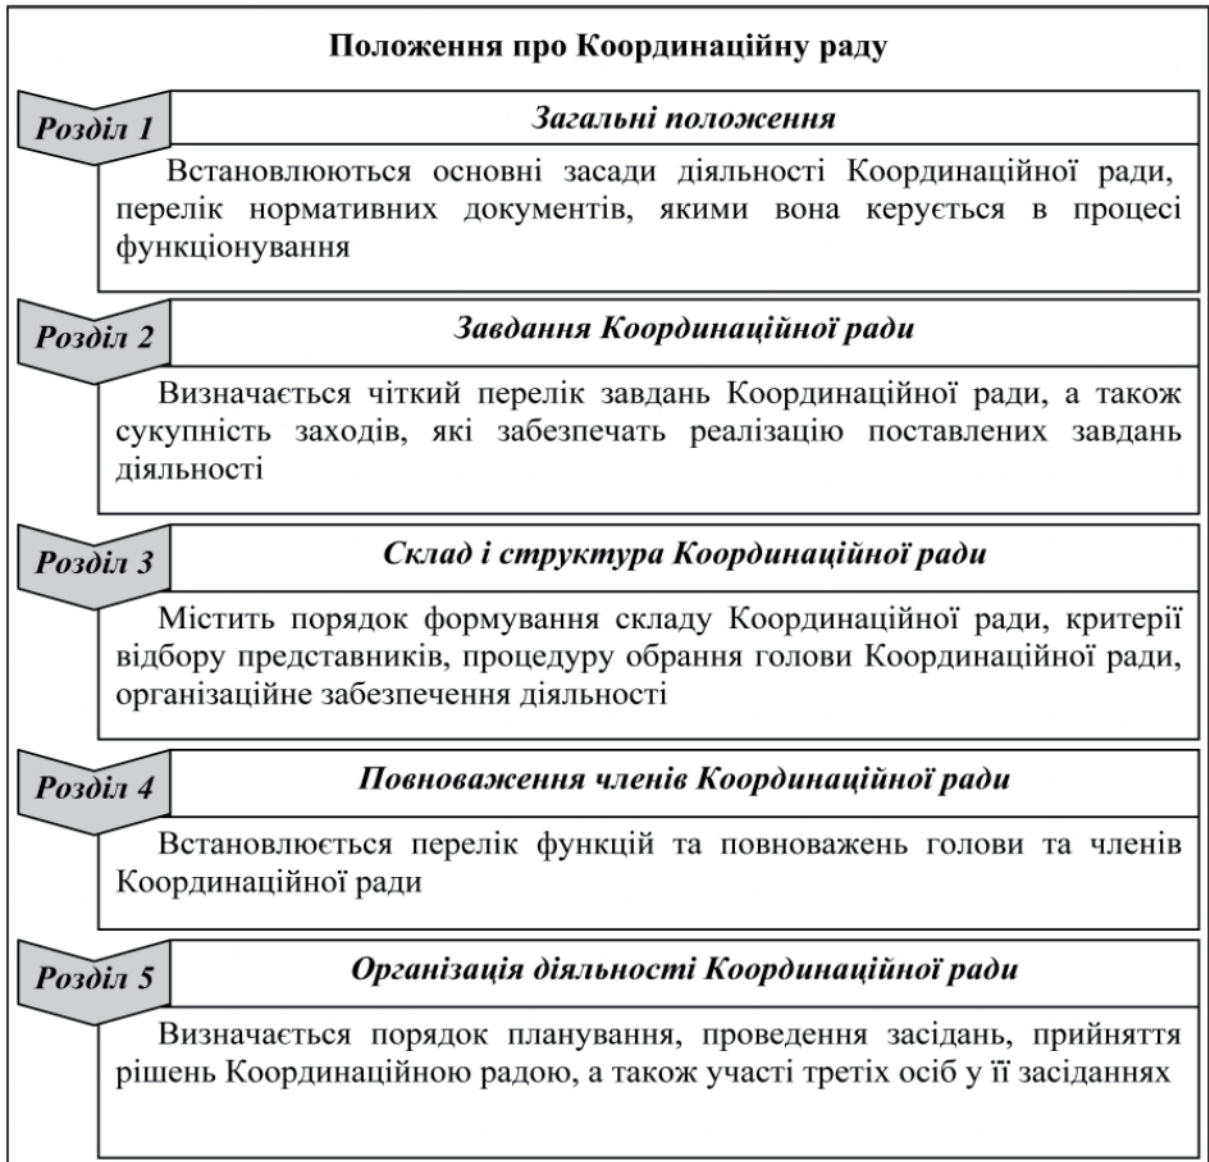 Положення про Координаційну раду
Розділ 1
Загальні положення
Встановлюються основні засади діяльності Координаційної ради,
перелік нормативних документів, якими вона керується в процесі
функціонування
Розділ 2
Завдання Координаційної ради
Визначається чіткий перелік завдань Координаційної ради, а також
сукупність заходів, які забезпечать реалізацію поставлених завдань
діяльності
Розділ 3
Склад і структура Координаційної ради
Містить порядок формування складу Координаційної ради, критерії
відбору представників, процедуру обрання голови Координаційної ради,
організаційне забезпечення діяльності
Розділ 4
Повноваження членів Координаційної ради
Встановлюється перелік функцій та повноважень голови та членів
Координаційної ради
Розділ 5
Організація діяльності Координаційної ради
Визначається порядок планування, проведення засідань, прийняття
рішень Координаційною радою, а також участі третіх осіб у її засіданнях